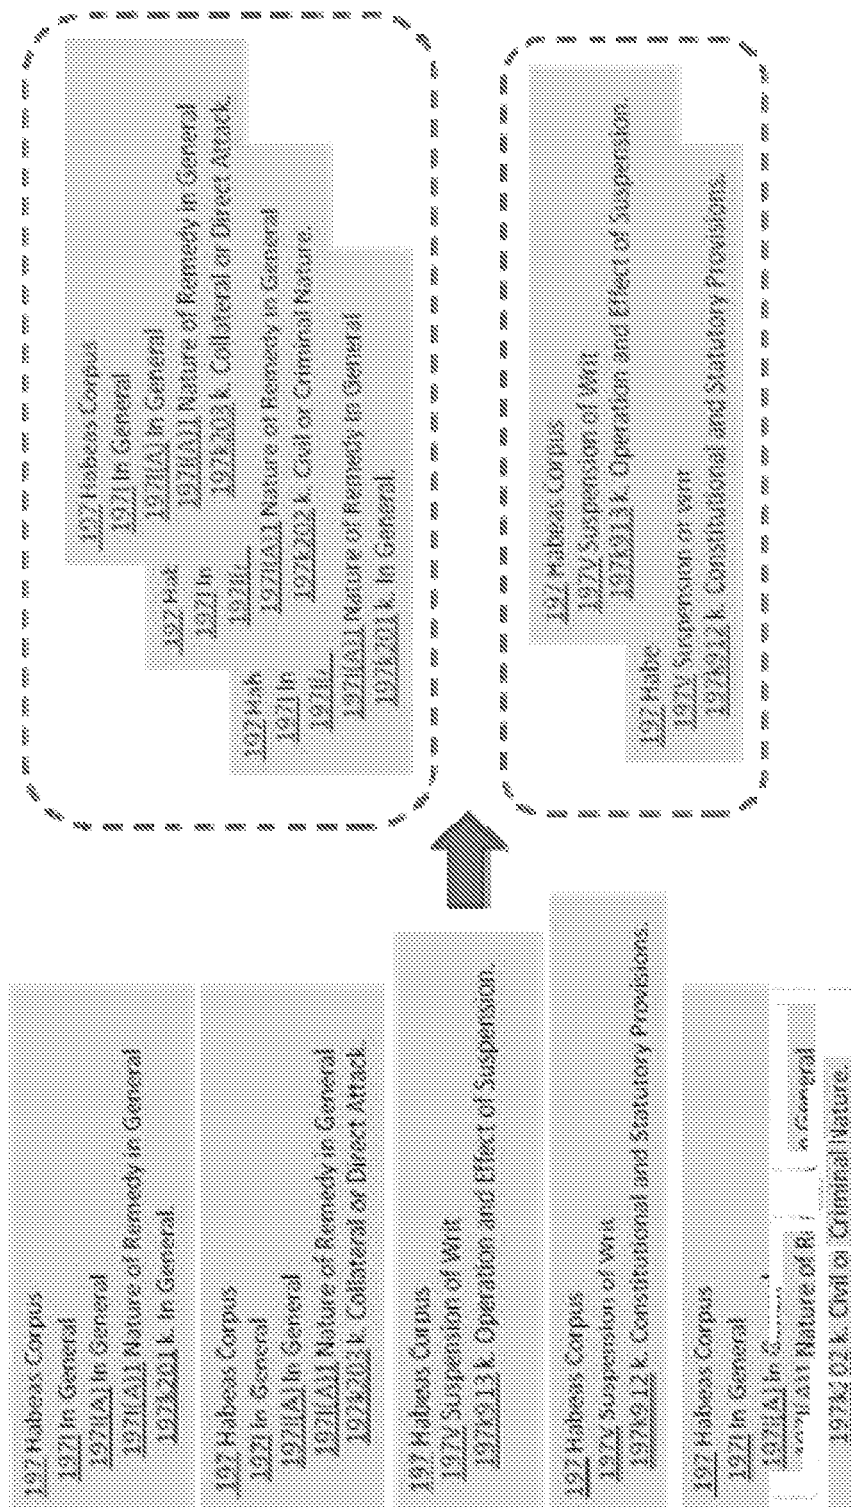 197 Habeas Corpus
197I In General
197I(A) In General
197I(A)1 Nature of Remedy in General
197k201 k. In General.
197 Habeas Corpus
197I In General
197I(A) In General
197I(A)1 Nature of Remedy in General
197k203 k. Collateral or Direct Attack.
197 Habeas Corpus
197V Suspension of Writ
197k913 k. Operation and Effect of Suspension.
197 Habeas Corpus
197V Suspension of Writ
197k912 k. Constitutional and Statutory Provisions.
197 Habeas Corpus
197I In General
197I(A) In
Nature of R
Civil or Criminal Nature.
197 Habeas Corpus
197I In General
197I(A) In General
197I(A)1 Nature of Remedy in General
197k203 k. Collateral or Direct Attack.
197 Hab
197I In
197I(
197I(A)1 Nature of Remedy in General
197k202 k. Civil or Criminal Nature.
197 Hab
197I In
197I(
197I(A)1 Nature of Remedy in General
197k201 k. In General.
197 Habeas Corpus
197V Suspension of Writ
197k913 k. Operation and Effect of Suspension.
197 Habe
197V Suspension of Writ
197k912 k. Constitutional and Statutory Provisions.